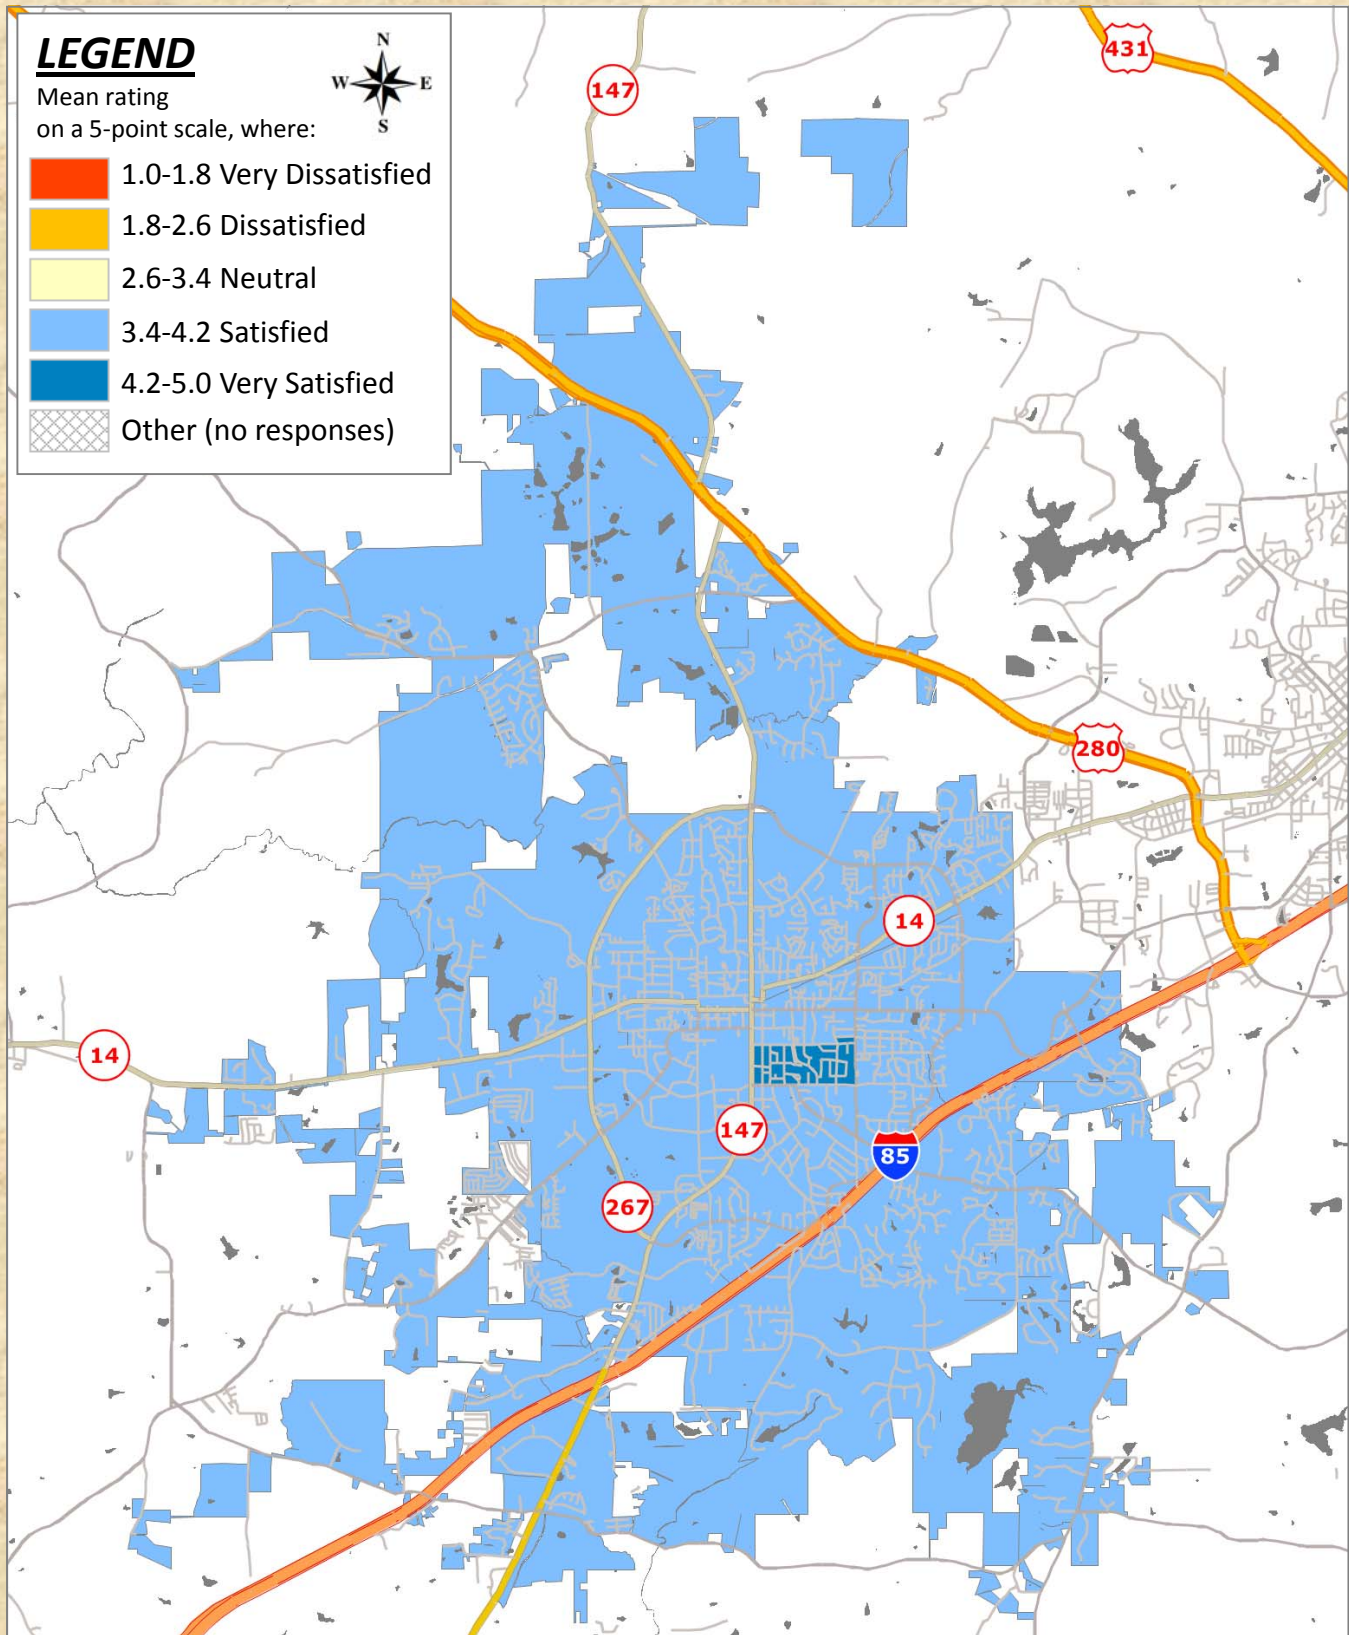 LEGEND
Mean rating
on a 5-point scale, where:
N
W E
S
1.0-1.8 Very Dissatisfied
1.8-2.6 Dissatisfied
2.6-3.4 Neutral
3.4-4.2 Satisfied
4.2-5.0 Very Satisfied
Other (no responses)
147
431
280
14
14
147
85
267